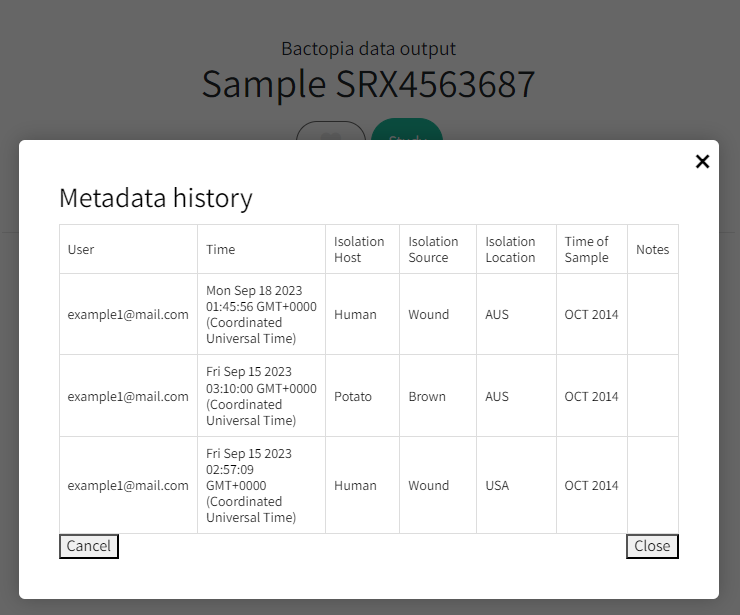 Bactopia data output
Sample SRX4563687
Study
×
Metadata history
User Time Isolation Host Isolation Source Isolation Location Time of Sample Notes
example1@mail.com Mon Sep 18 2023 01:45:56 GMT+0000 (Coordinated Universal Time) Human Wound AUS OCT 2014
example1@mail.com Fri Sep 15 2023 03:10:00 GMT+0000 (Coordinated Universal Time) Potato Brown AUS OCT 2014
example1@mail.com Fri Sep 15 2023 02:57:09 GMT+0000 (Coordinated Universal Time) Human Wound USA OCT 2014
Cancel Close